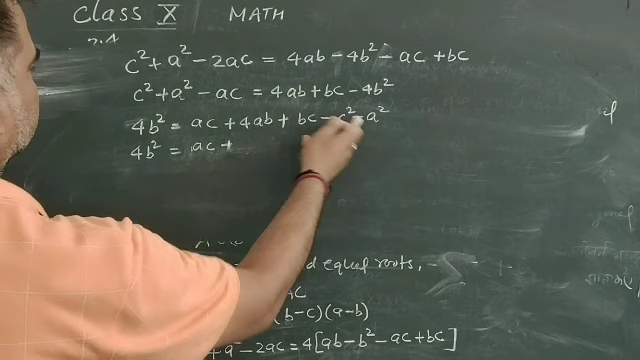 Class X MATH
c² + a² - 2ac = 4ab - 4b² - ac + bc
c² + a² - ac = 4ab + bc - 4b²
4b² = ac + 4ab + bc - c² - a²
4b² = ac +
if
equal roots,
(b-c)(a-b)
- 2ac = 4[ab - b² - ac + bc]